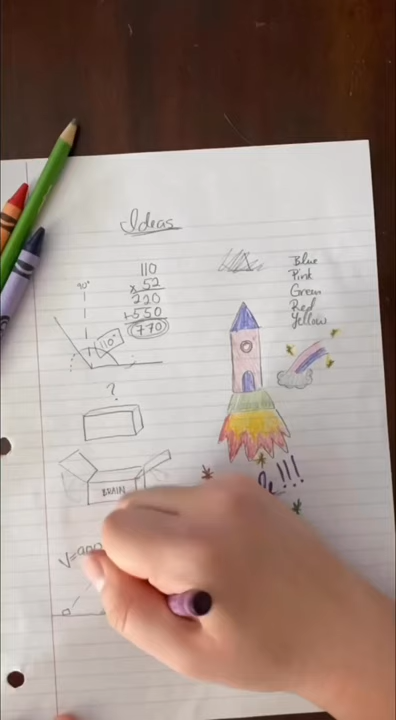 Ideas
110
x 52
220
+550
770
90°
110°
?
BRAIN
Blue
Pink
Green
Red
Yellow